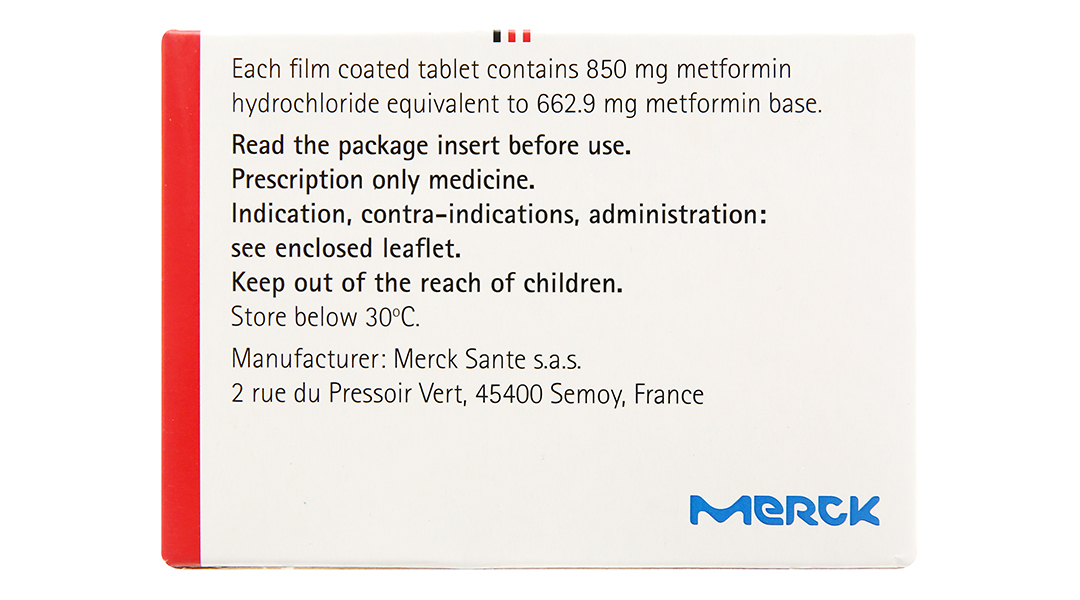 Each film coated tablet contains 850 mg metformin
hydrochloride equivalent to 662.9 mg metformin base.
Read the package insert before use.
Prescription only medicine.
Indication, contra-indications, administration:
see enclosed leaflet.
Keep out of the reach of children.
Store below 30ºC.
Manufacturer: Merck Sante s.a.s.
2 rue du Pressoir Vert, 45400 Semoy, France
MERCK